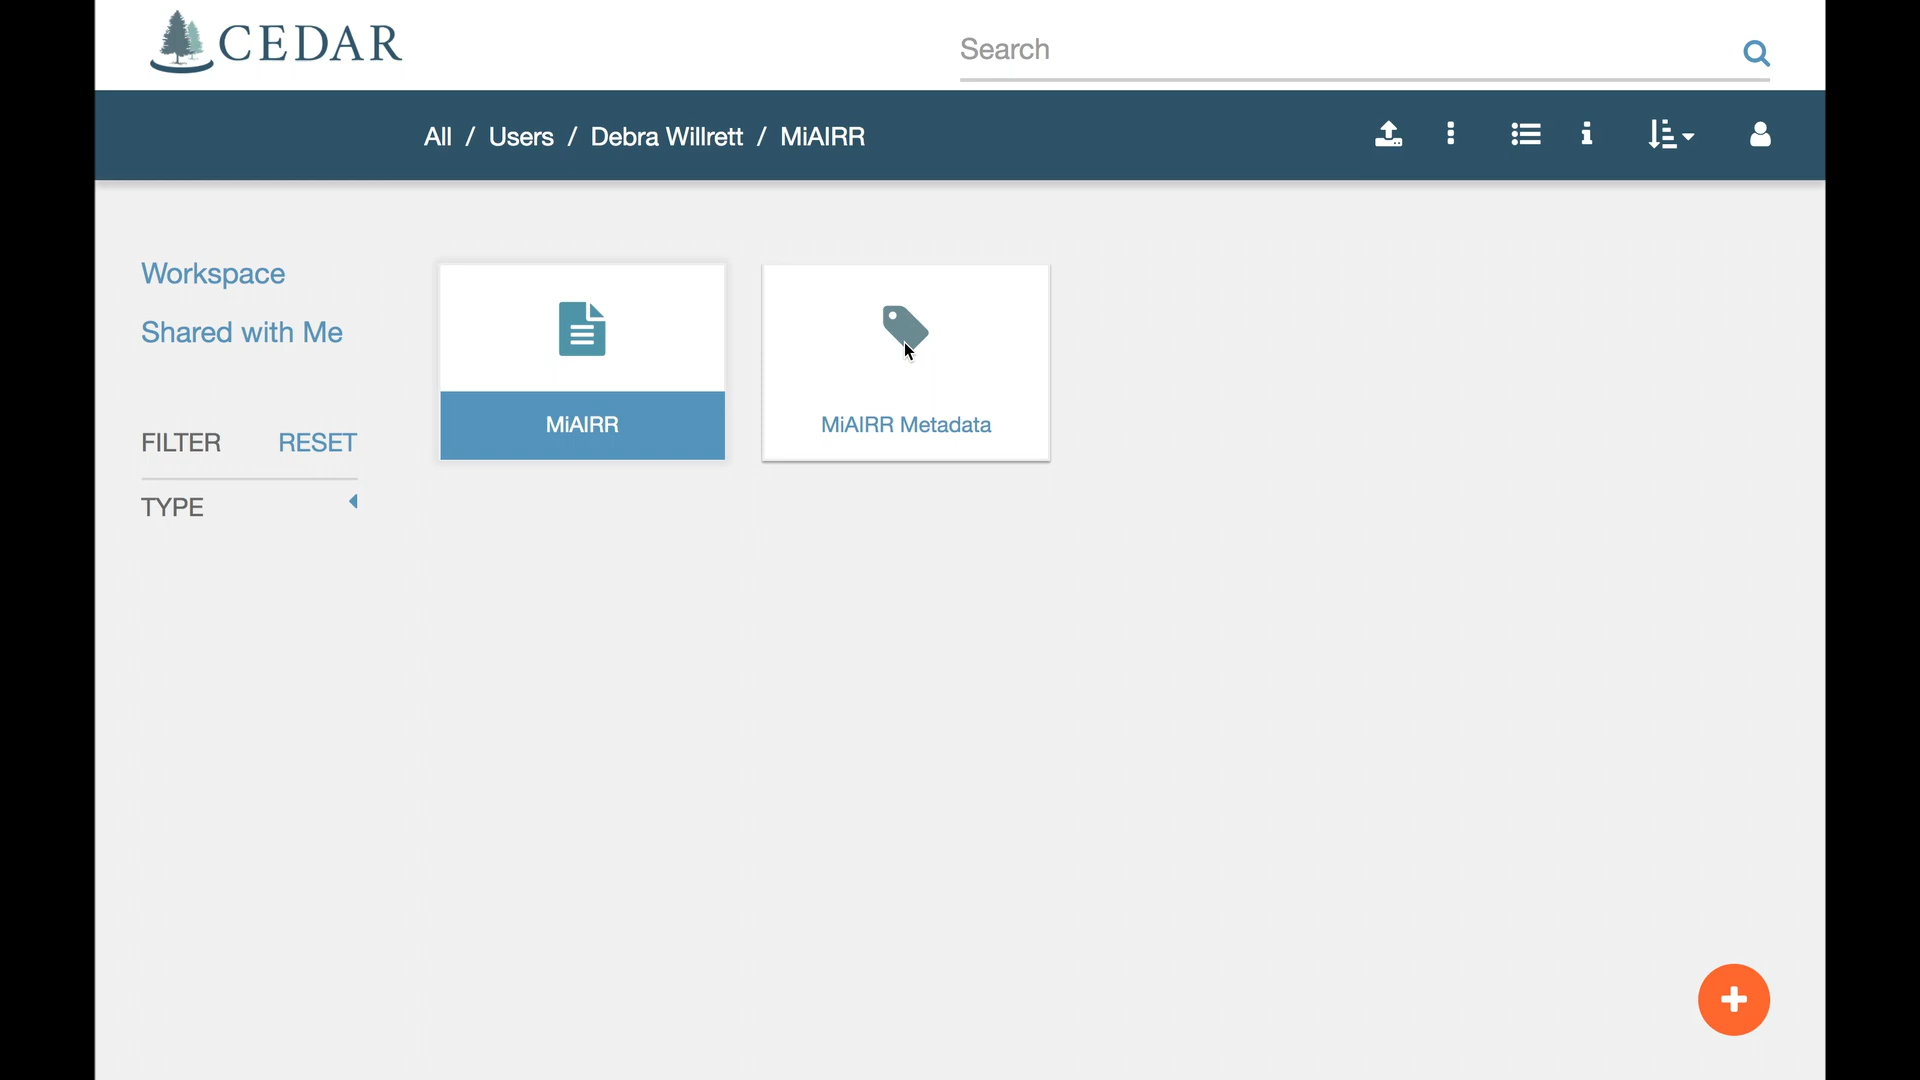 CEDAR
Search
All / Users / Debra Willrett / MiAIRR
Workspace
Shared with Me
FILTER RESET
TYPE
MiAIRR
MiAIRR Metadata